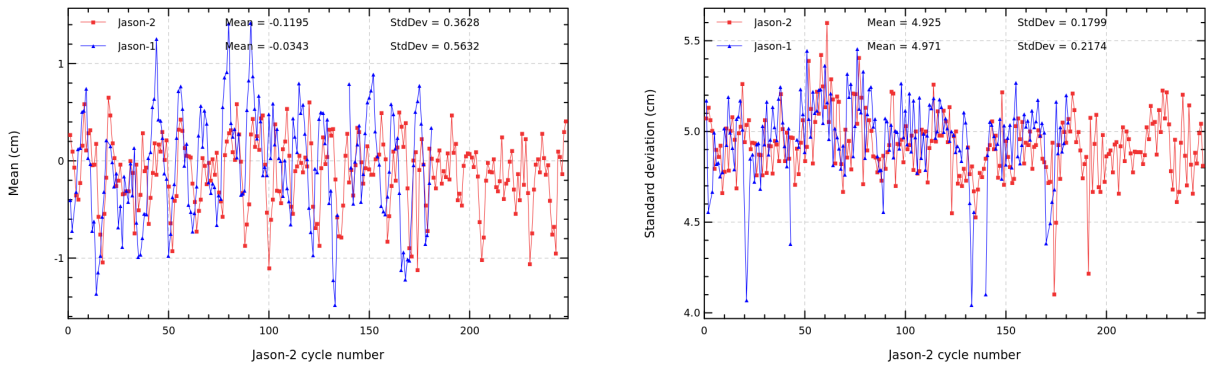 Jason-2 Mean = -0.1195 StdDev = 0.3628
Jason-1 Mean = -0.0343 StdDev = 0.5632
Mean (cm)
1
0
-1
0 50 100 150 200
Jason-2 cycle number
Jason-2 Mean = 4.925 StdDev = 0.1799
Jason-1 Mean = 4.971 StdDev = 0.2174
Standard deviation (cm)
5.5
5.0
4.5
4.0
0 50 100 150 200
Jason-2 cycle number